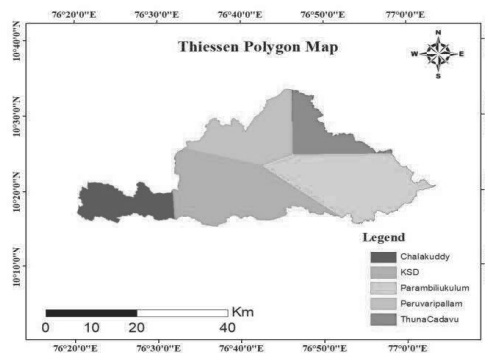 76°20'0"E 76°30'0"E 76°40'0"E 76°50'0"E 77°0'0"E
Thiessen Polygon Map
N
W E
S
10°40'0"N
10°30'0"N
10°20'0"N
10°10'0"N
Legend
Chalakuddy
KSD
Parambiliukulum
Peruvaripallam
ThunaCadavu
Km
0 10 20 40
76°20'0"E 76°30'0"E 76°40'0"E 76°50'0"E 77°0'0"E